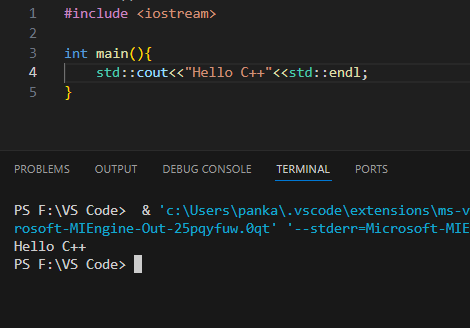 1 #include <iostream>
2
3 int main(){
4     std::cout<<"Hello C++"<<std::endl;
5 }
PROBLEMS OUTPUT DEBUG CONSOLE TERMINAL PORTS
PS F:\VS Code>  & 'c:\Users\panka\.vscode\extensions\ms-v
rosoft-MIEngine-Out-25pqyfuw.0qt' '--stderr=Microsoft-MIE
Hello C++
PS F:\VS Code>